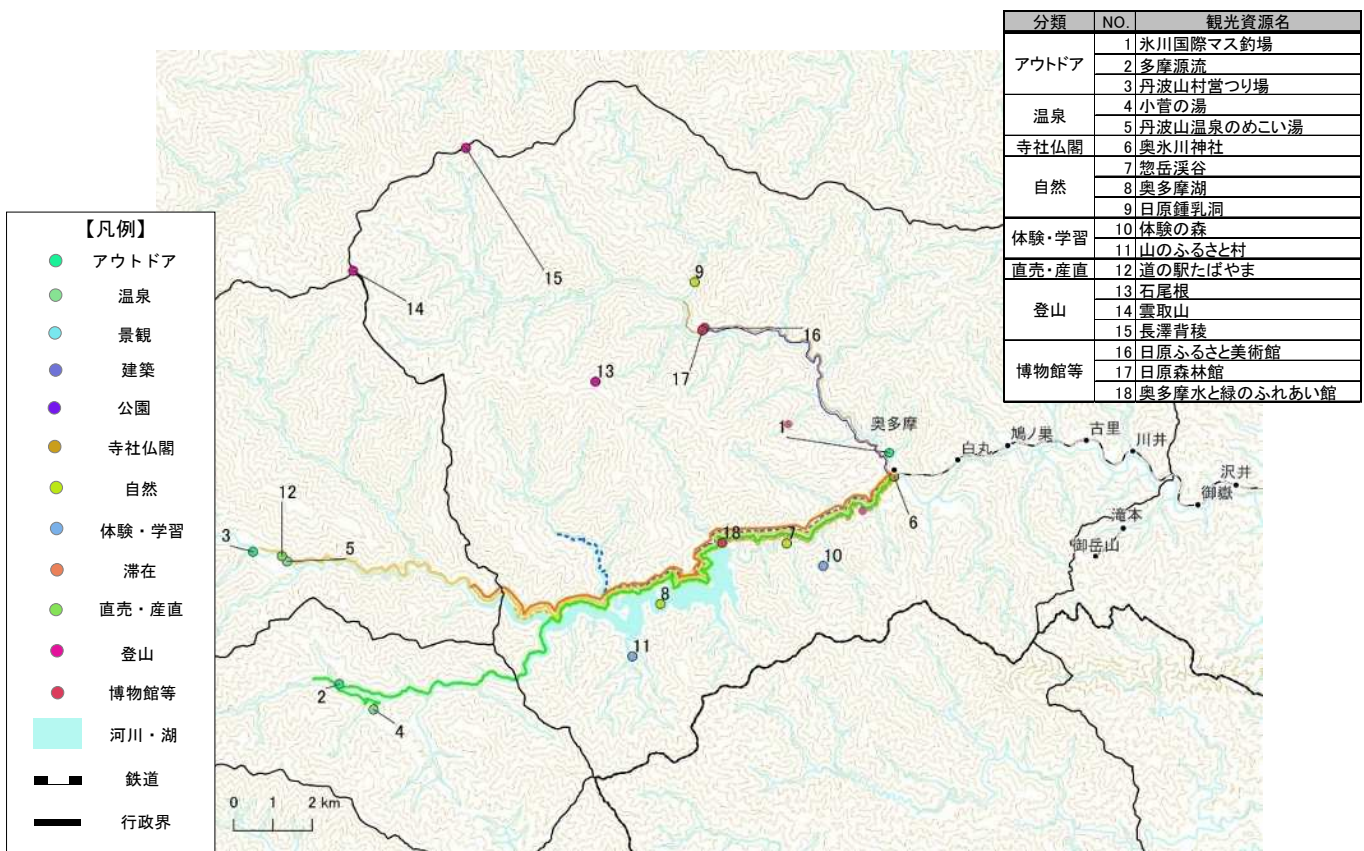 分類 NO. 観光資源名
アウトドア
1 氷川国際マス釣場
2 多摩源流
3 丹波山村営つり場
温泉
4 小菅の湯
5 丹波山温泉のめこい湯
寺社仏閣 6 奥氷川神社
自然
7 惣岳渓谷
8 奥多摩湖
9 日原鍾乳洞
体験・学習
10 体験の森
11 山のふるさと村
直売・産直 12 道の駅たばやま
登山
13 石尾根
14 雲取山
15 長澤背稜
博物館等
16 日原ふるさと美術館
17 日原森林館
18 奥多摩水と緑のふれあい館
【凡例】
アウトドア
温泉
景観
建築
公園
寺社仏閣
自然
体験・学習
滞在
直売・産直
登山
博物館等
河川・湖
鉄道
行政界
15
14
9
16
17
13
1
奥多摩
白丸
鳩ノ巣
古里
川井
沢井
御嶽
滝本
御岳山
6
12
3
5
18
7
10
8
11
2
4
0 1 2 km